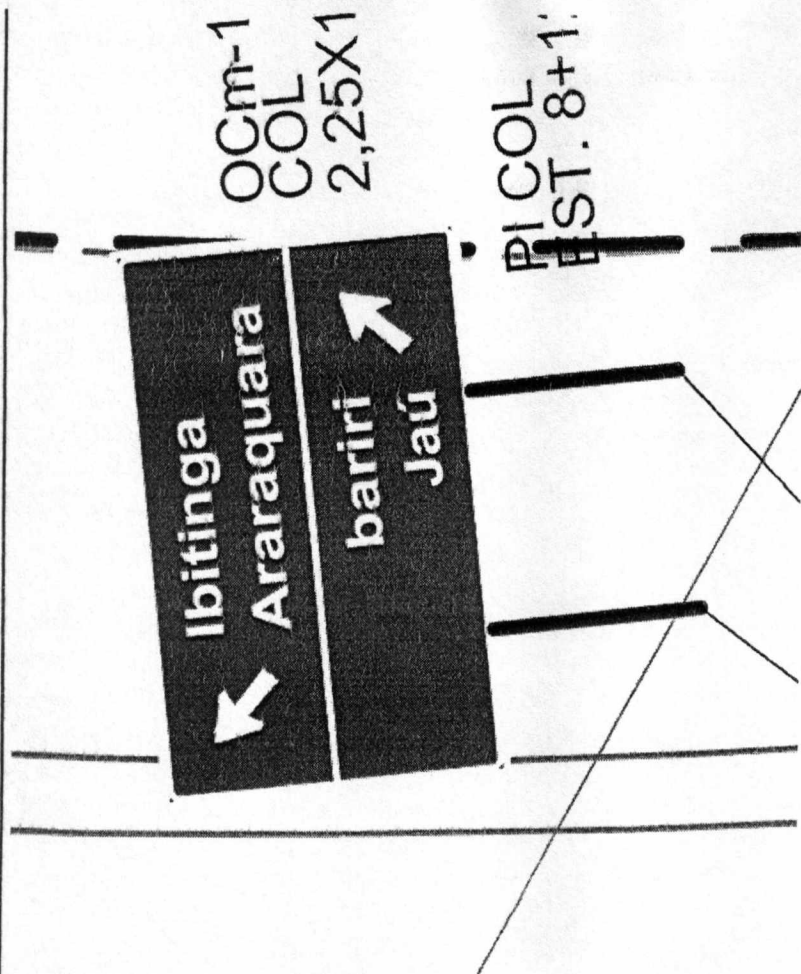 OCm-1
COL
2,25X1
PI COL
EST. 8+1
Ibitinga
Araraquara
bariri
Jaú